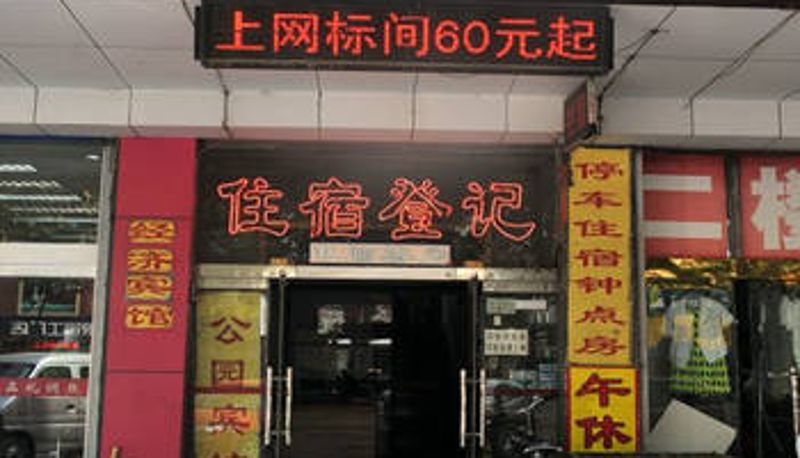 上网标间60元起
住宿登记
经济宾馆
公园宾
停车住宿钟点房
午休
二楼